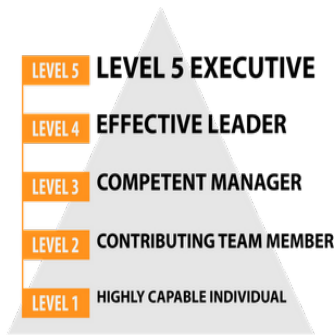 LEVEL 5 LEVEL 5 EXECUTIVE
LEVEL 4 EFFECTIVE LEADER
LEVEL 3 COMPETENT MANAGER
LEVEL 2 CONTRIBUTING TEAM MEMBER
LEVEL 1 HIGHLY CAPABLE INDIVIDUAL